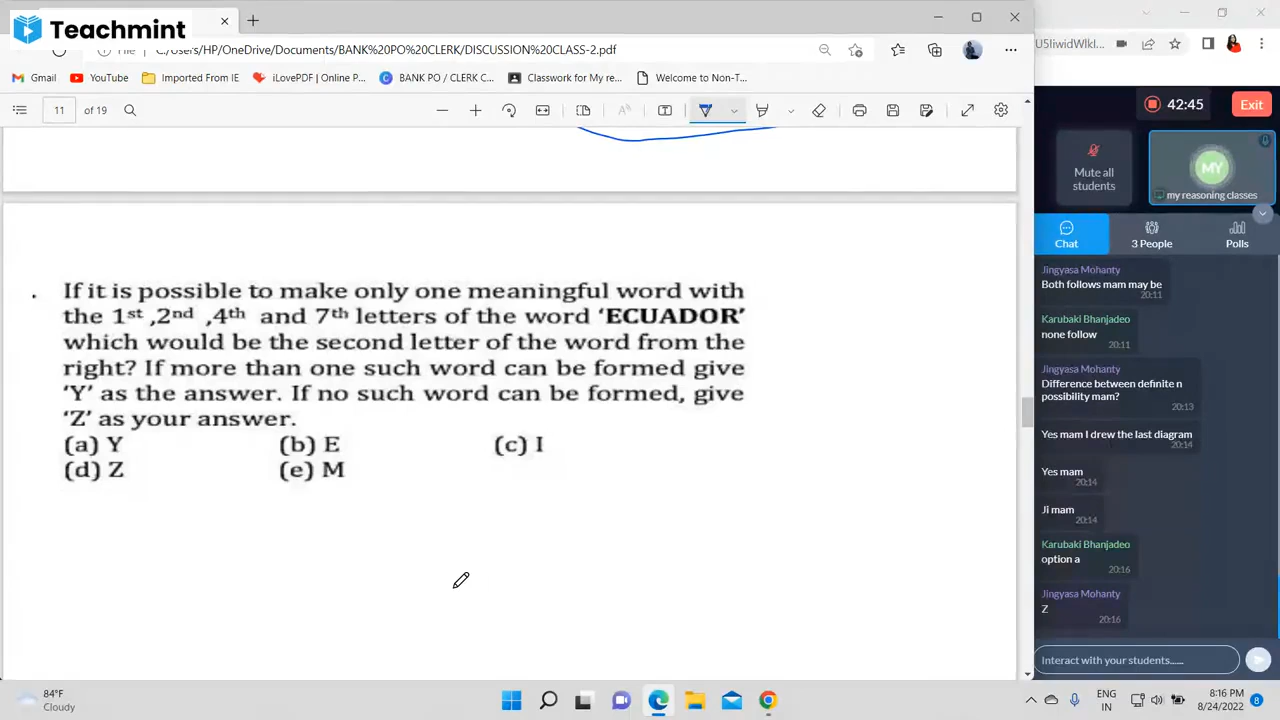 Teachmint
File
C:/Users/HP/OneDrive/Documents/BANK%20PO%20CLERK/DISCUSSION%20CLASS-2.pdf
U5IiwidWlkI...
Gmail
YouTube
Imported From IE
iLovePDF | Online P...
BANK PO / CLERK C...
Classwork for My re...
Welcome to Non-T...
11 of 19
42:45
Exit
Mute all
students
MY
my reasoning classes
Chat
3 People
Polls
If it is possible to make only one meaningful word with
the 1st ,2nd ,4th and 7th letters of the word ‘ECUADOR’
which would be the second letter of the word from the
right? If more than one such word can be formed give
‘Y’ as the answer. If no such word can be formed, give
‘Z’ as your answer.
(a) Y (b) E (c) I
(d) Z (e) M
Jingyasa Mohanty
Both follows mam may be
20:11
Karubaki Bhanjadeo
none follow
20:11
Jingyasa Mohanty
Difference between definite n
possibility mam?
20:13
Yes mam I drew the last diagram
20:14
Yes mam
20:14
Ji mam
20:14
Karubaki Bhanjadeo
option a
20:16
Jingyasa Mohanty
Z
20:16
Interact with your students......
84°F
Cloudy
ENG
IN
8:16 PM
8/24/2022
8